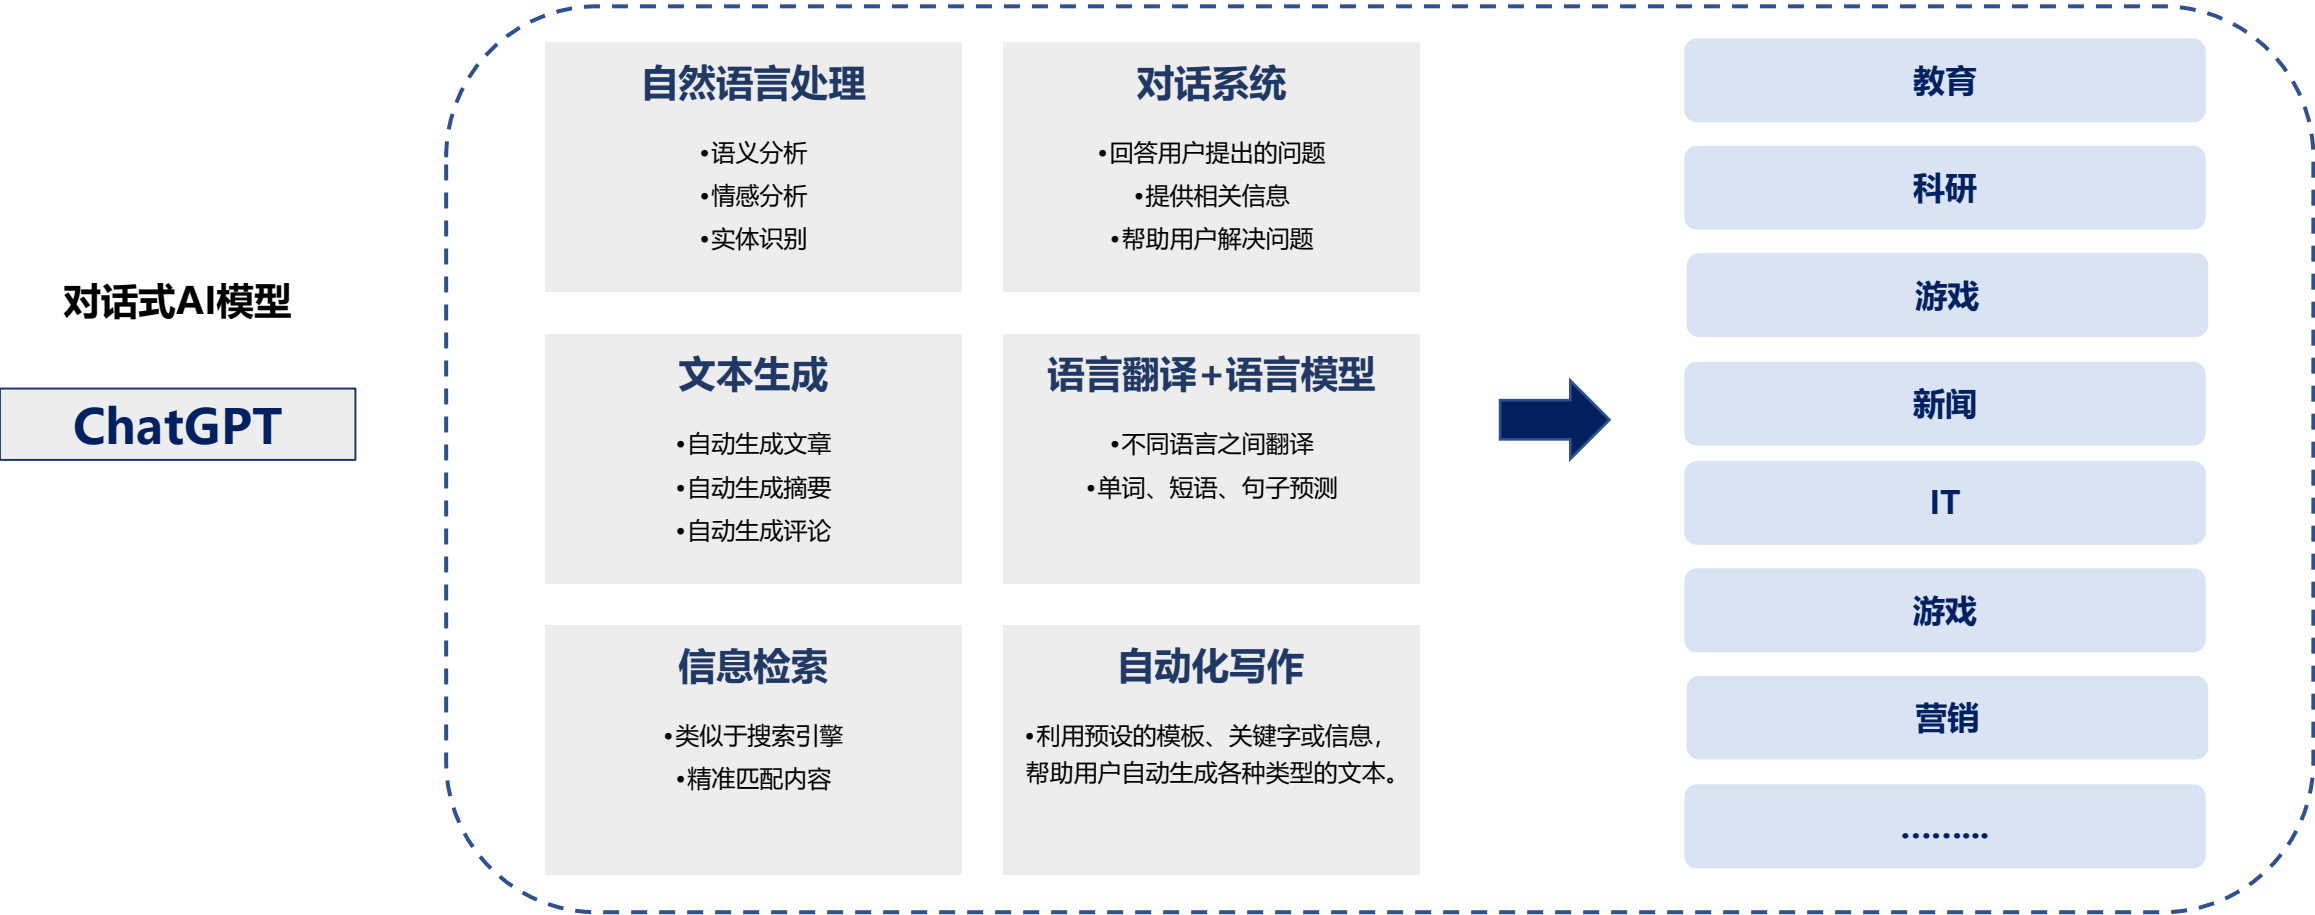 对话式AI模型
ChatGPT
自然语言处理
•语义分析
•情感分析
•实体识别
对话系统
•回答用户提出的问题
•提供相关信息
•帮助用户解决问题
文本生成
•自动生成文章
•自动生成摘要
•自动生成评论
语言翻译+语言模型
•不同语言之间翻译
•单词、短语、句子预测
信息检索
•类似于搜索引擎
•精准匹配内容
自动化写作
•利用预设的模板、关键字或信息，
帮助用户自动生成各种类型的文本。
教育
科研
游戏
新闻
IT
游戏
营销
………